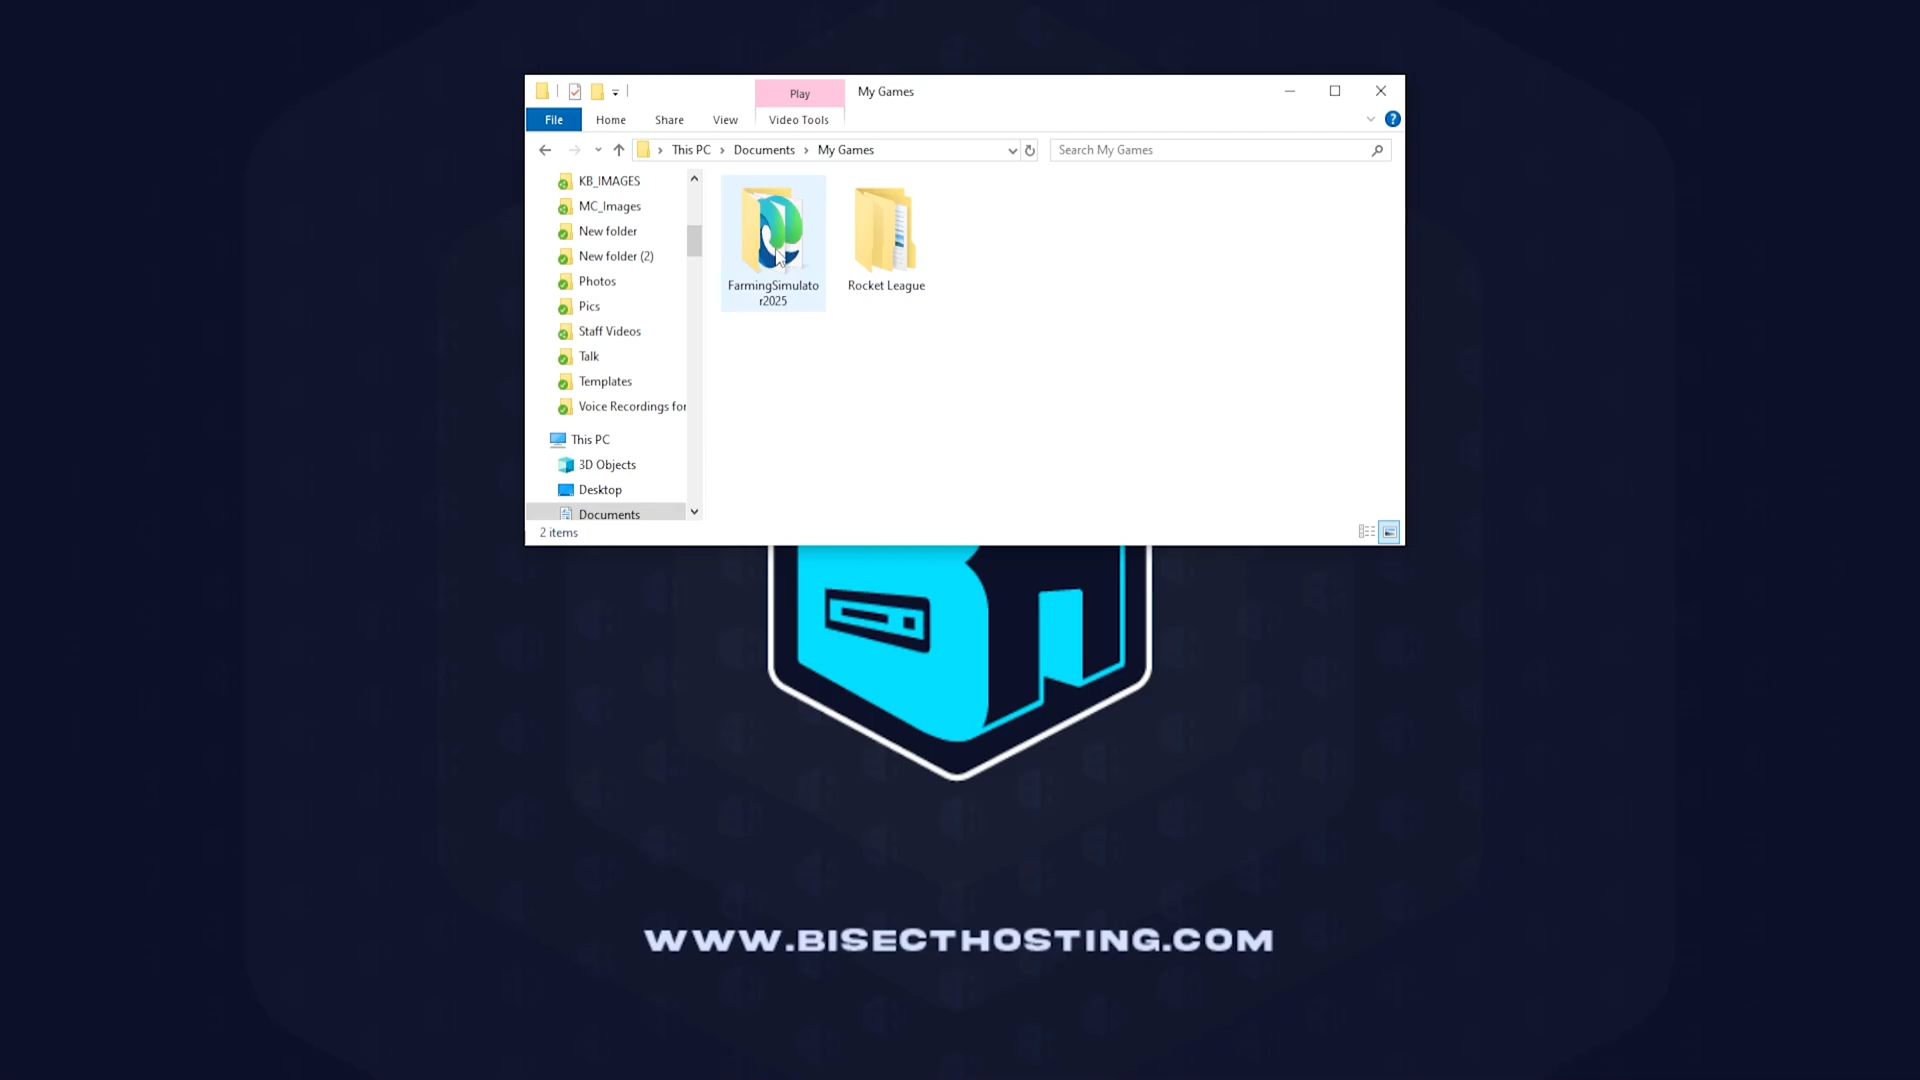 Play
My Games
File
Home
Share
View
Video Tools
This PC
Documents
My Games
Search My Games
KB_IMAGES
MC_Images
New folder
New folder (2)
Photos
Pics
Staff Videos
Talk
Templates
Voice Recordings for
This PC
3D Objects
Desktop
Documents
FarmingSimulato
r2025
Rocket League
2 items
WWW.BISECTHOSTING.COM